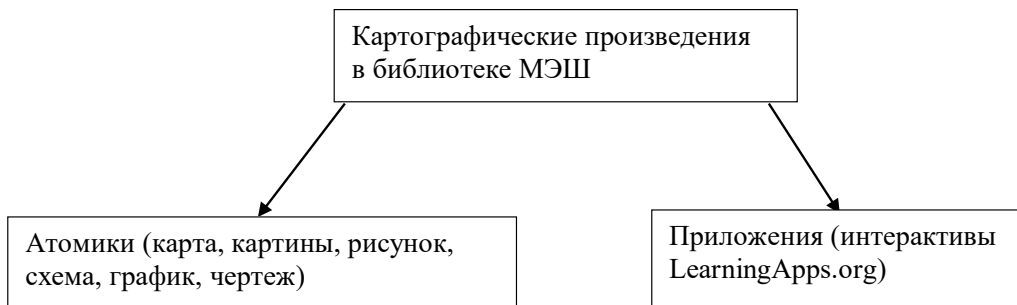 Картографические произведения
в библиотеке МЭШ
Атомики (карта, картины, рисунок,
схема, график, чертеж)
Приложения (интерактивы
LearningApps.org)